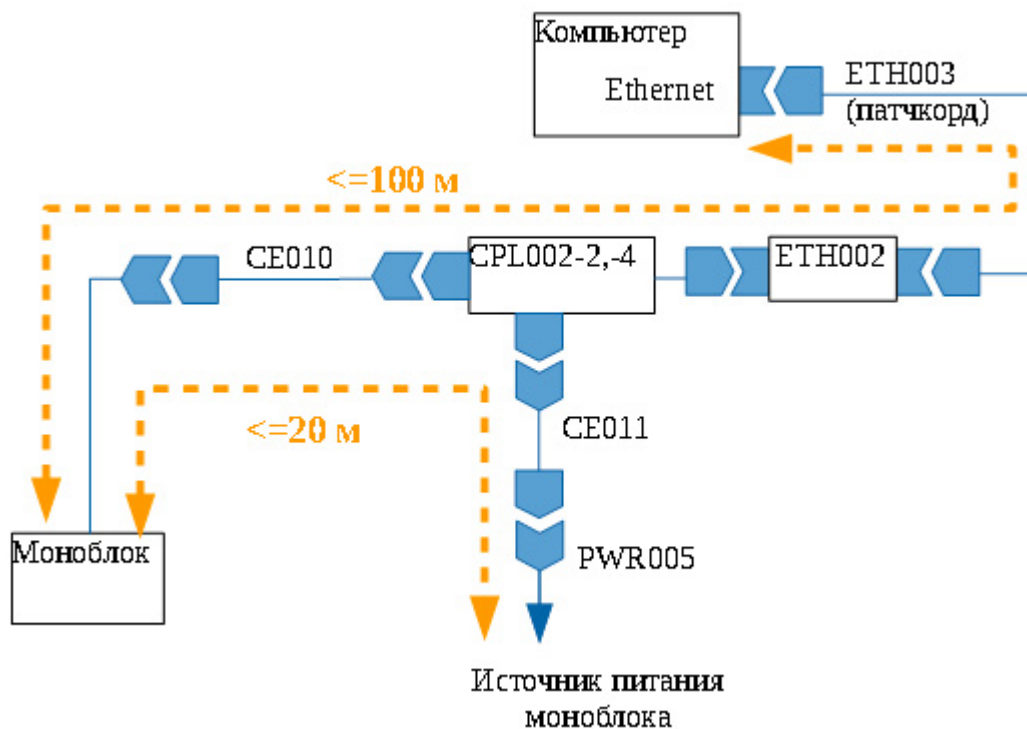 Компьютер
Ethernet
ETH003
(патчкорд)
<=100 м
CE010
CPL002-2,-4
ETH002
<=20 м
CE011
Моноблок
PWR005
Источник питания
моноблока